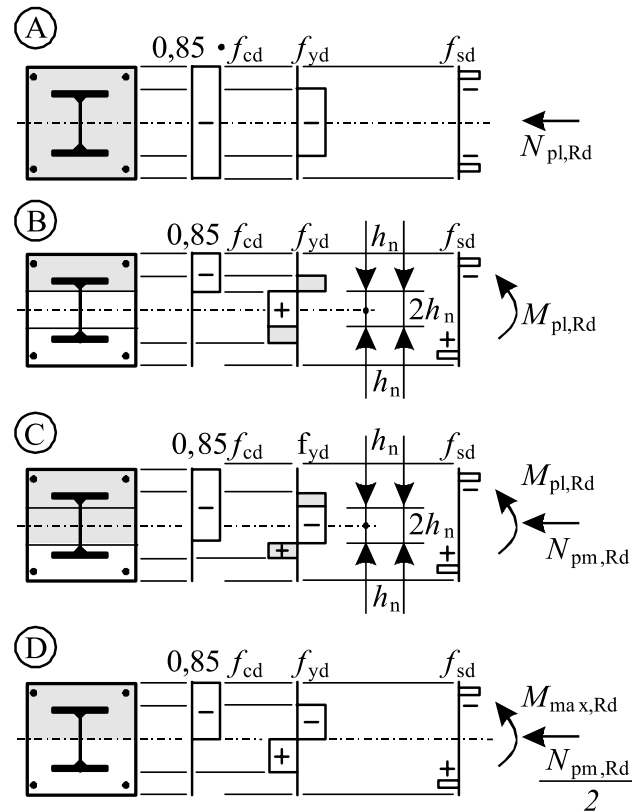 A
0,85 · fcd fyd fsd
− − − −
Npl,Rd
B
0,85 fcd fyd hn fsd
− + − +
2hn
Mpl,Rd
hn
C
0,85fcd fyd hn fsd
− − + − +
2hn
Mpl,Rd
Npm,Rd
hn
D
0,85 fcd fyd fsd
− − + − +
Mmax,Rd
Npm,Rd
2